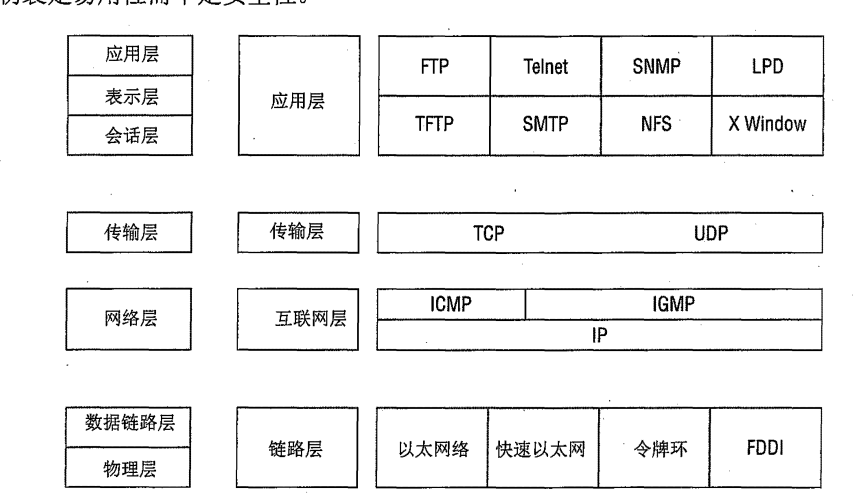 应用层
表示层
会话层
应用层
FTP Telnet SNMP LPD
TFTP SMTP NFS X Window
传输层 传输层 TCP UDP
网络层 互联网层
ICMP IGMP
IP
数据链路层
物理层
链路层
以太网络 快速以太网 令牌环 FDDI